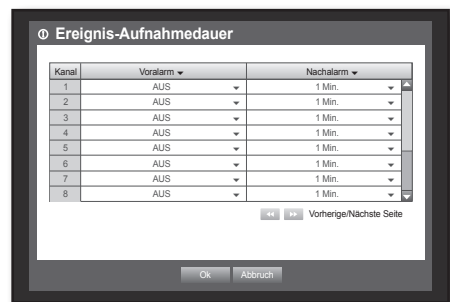 Ereignis-Aufnahmedauer
Kanal Voralarm Nachalarm
1 AUS 1 Min.
2 AUS 1 Min.
3 AUS 1 Min.
4 AUS 1 Min.
5 AUS 1 Min.
6 AUS 1 Min.
7 AUS 1 Min.
8 AUS 1 Min.
Vorherige/Nächste Seite
Ok Abbruch